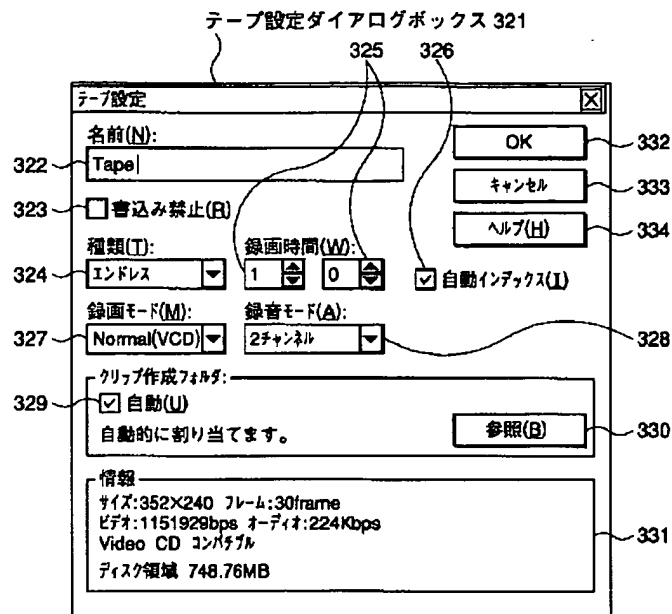 テープ設定ダイアログボックス 321
325 326
テープ設定
名前(N):
322 Tape
OK 332
キャンセル 333
ヘルプ(H) 334
323 書込み禁止(R)
種類(T): 録画時間(W):
324 エンドレス 1 0 自動インデックス(I)
録画モード(M): 録音モード(A):
327 Normal(VCD) 2チャンネル 328
クリップ作成フォルダ:
329 自動(U)
自動的に割り当てます。 参照(B) 330
情報
サイズ:352×240 フレーム:30frame
ビデオ:1151929bps オーディオ:224Kbps
Video CD コンパチブル 331
ディスク領域 748.76MB